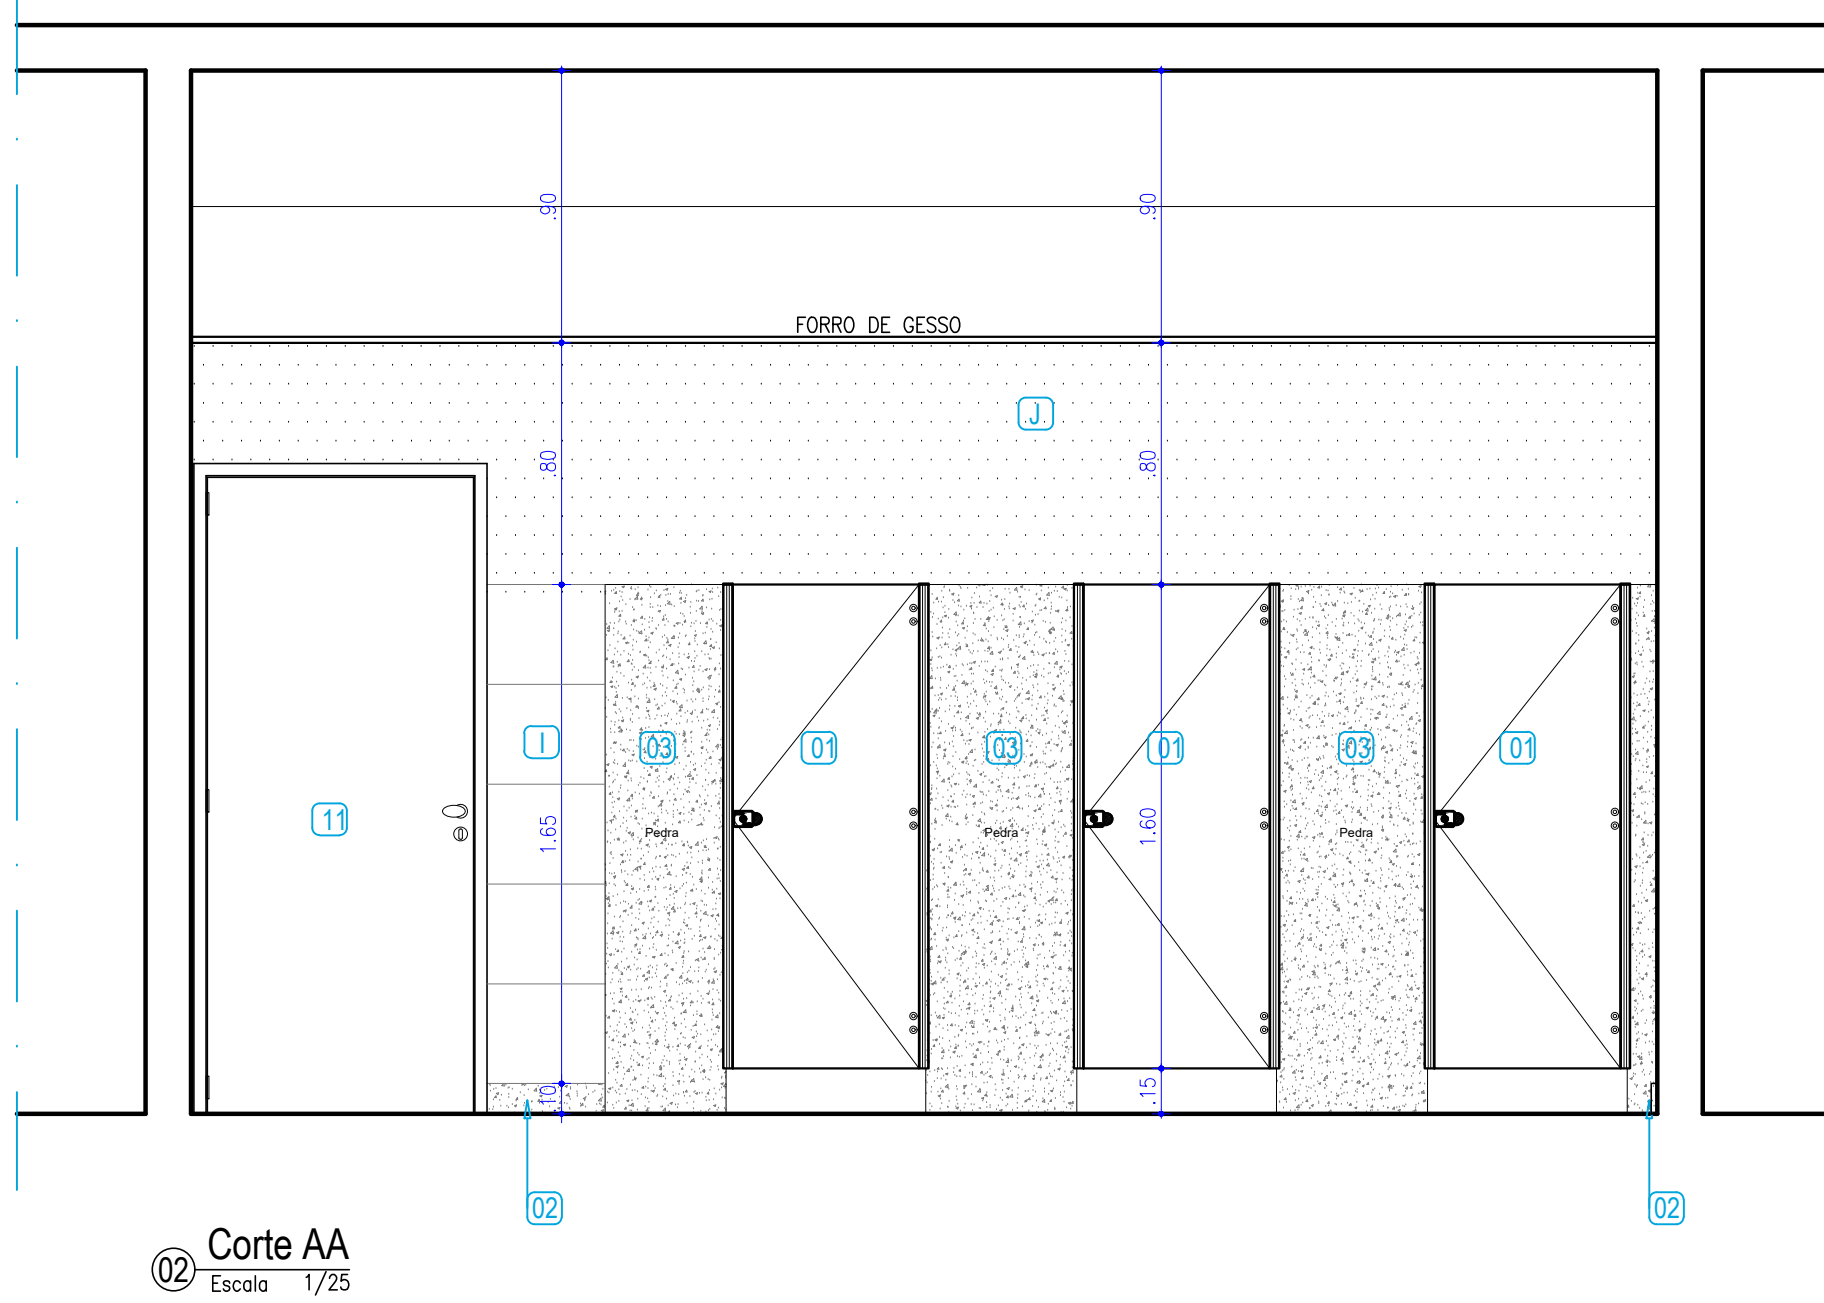 .90
.90
FORRO DE GESSO
J
.80
.80
I
03
01
03
01
03
01
11
1.65
Pedra
Pedra
1.60
Pedra
.10
.15
02
02
02
Corte AA
Escala 1/25